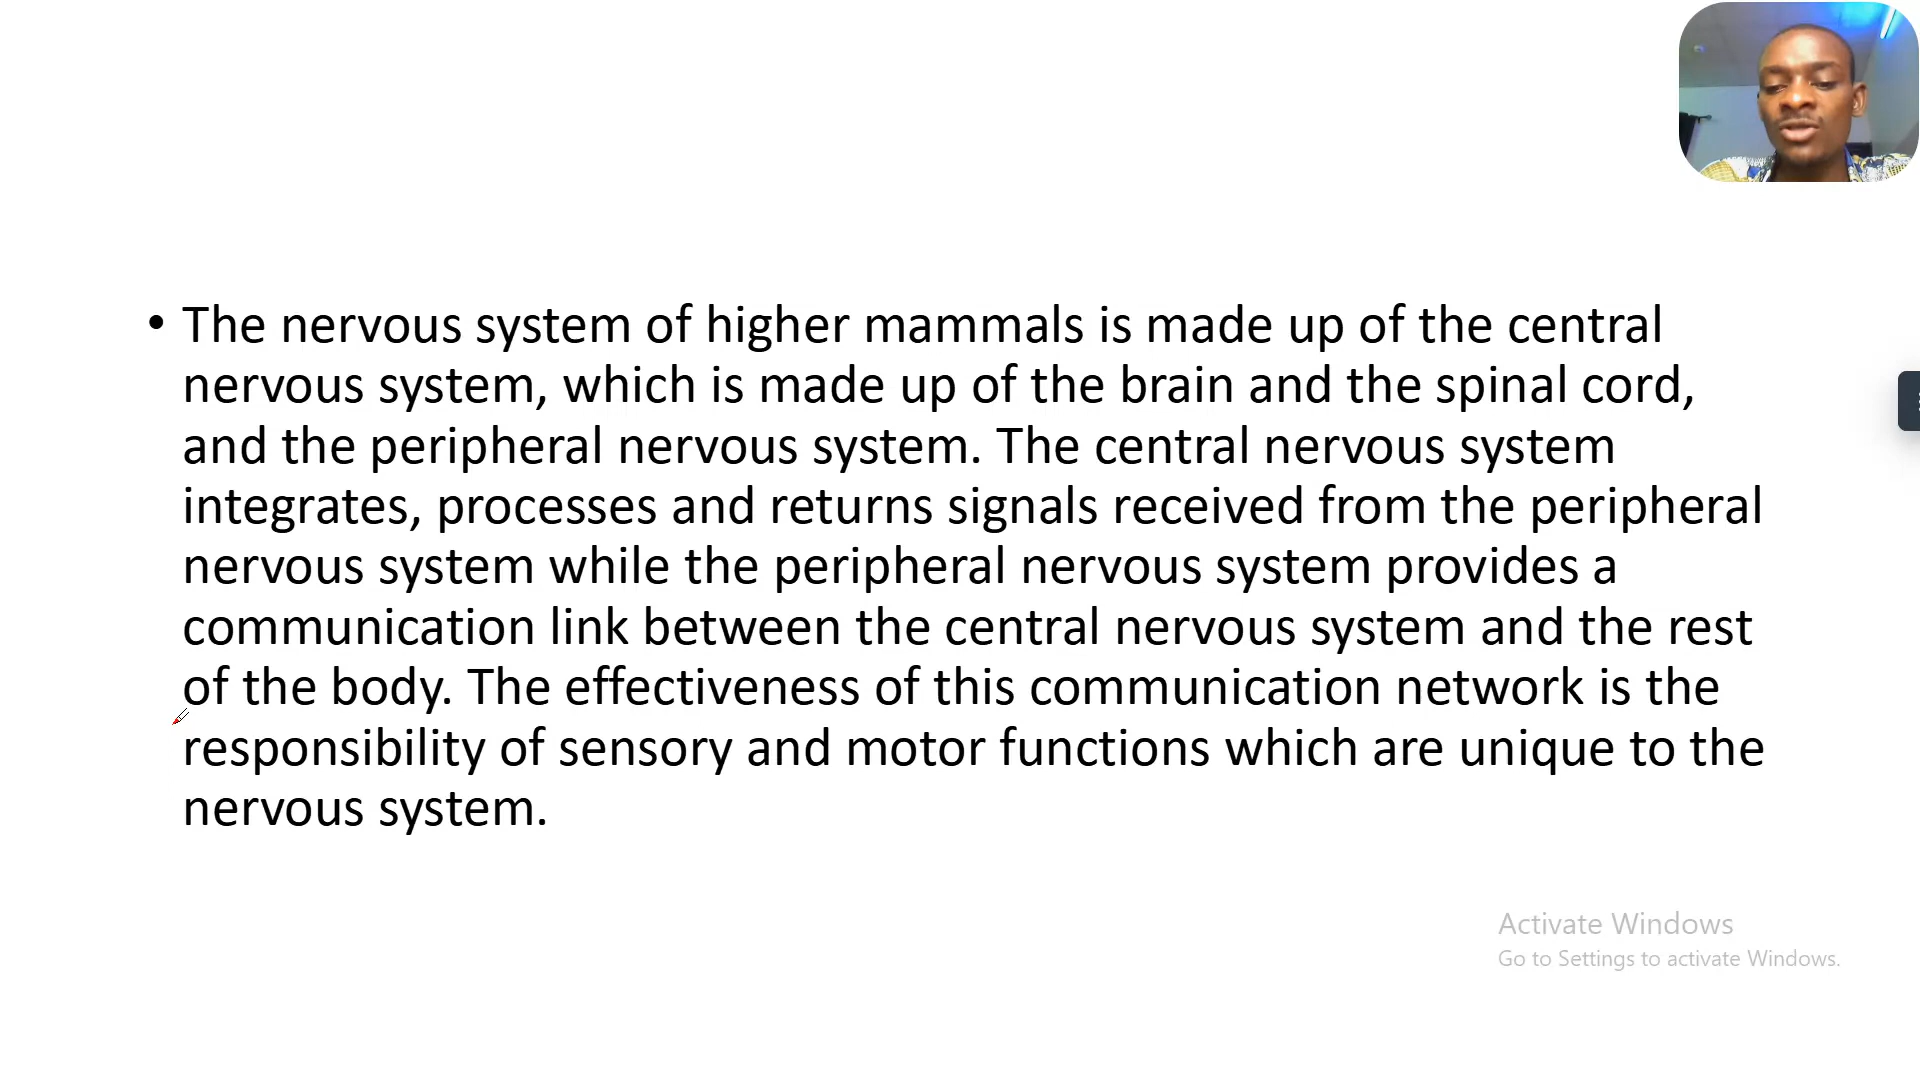 • The nervous system of higher mammals is made up of the central
nervous system, which is made up of the brain and the spinal cord,
and the peripheral nervous system. The central nervous system
integrates, processes and returns signals received from the peripheral
nervous system while the peripheral nervous system provides a
communication link between the central nervous system and the rest
of the body. The effectiveness of this communication network is the
responsibility of sensory and motor functions which are unique to the
nervous system.
Activate Windows
Go to Settings to activate Windows.